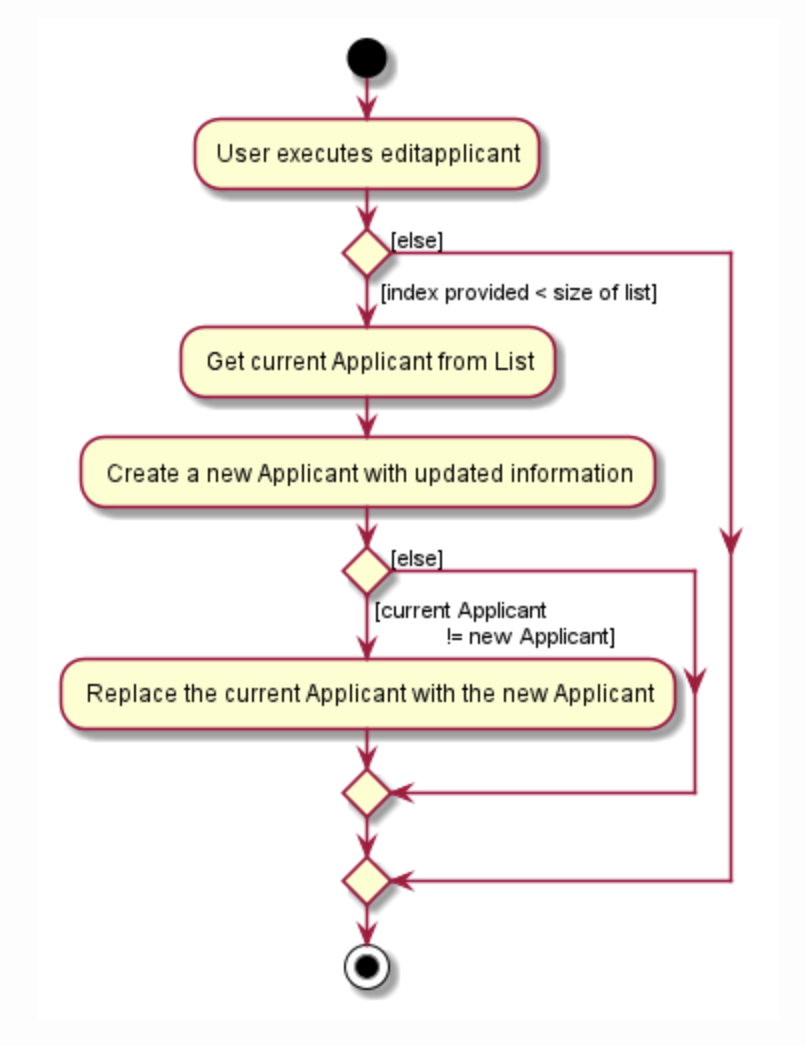 User executes editapplicant
[else]
[index provided < size of list]
Get current Applicant from List
Create a new Applicant with updated information
[else]
[current Applicant
!= new Applicant]
Replace the current Applicant with the new Applicant